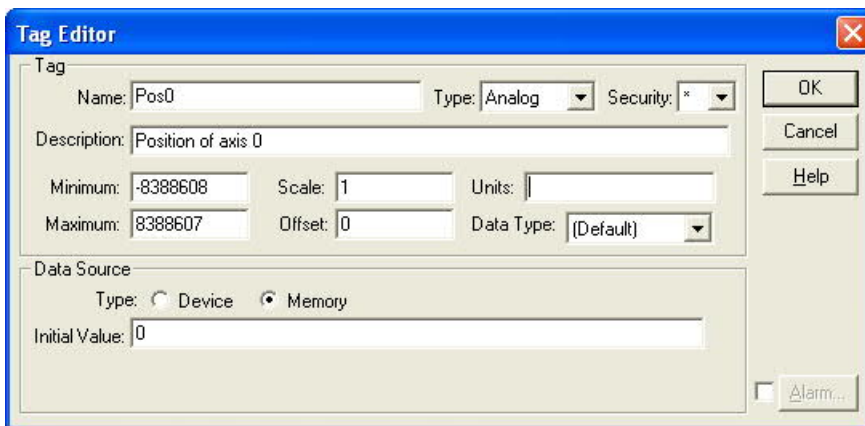 Tag Editor
Tag
Name: Pos0 Type: Analog Security: * OK
Description: Position of axis 0 Cancel
Minimum: -8388608 Scale: 1 Units: Help
Maximum: 8388607 Offset: 0 Data Type: (Default)
Data Source
Type: Device Memory
Initial Value: 0
Alarm...